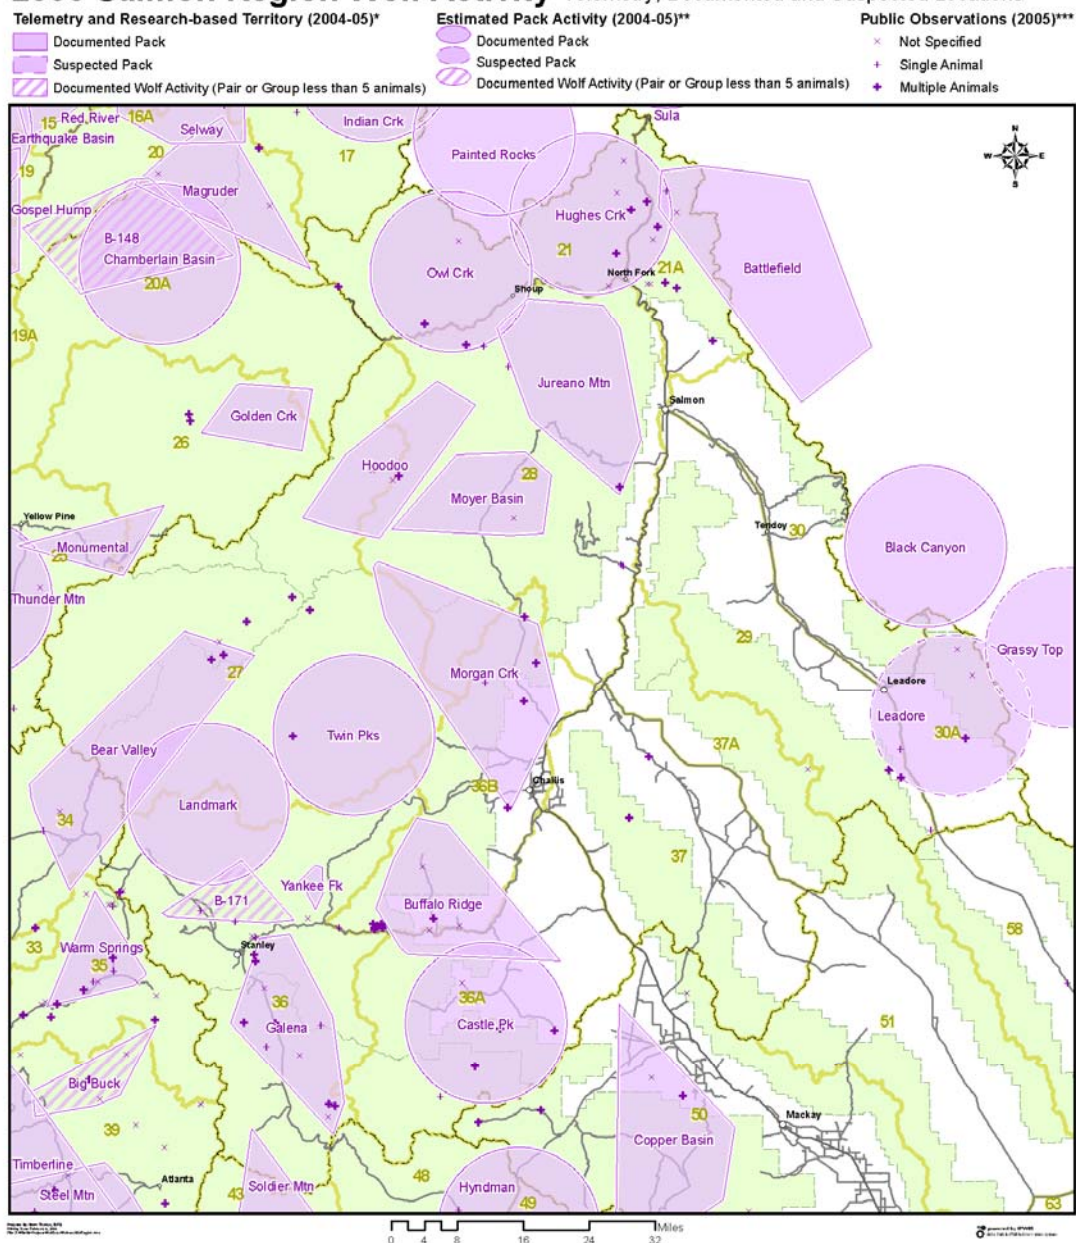 Telemetry and Research-based Territory (2004-05)*
Documented Pack
Suspected Pack
Documented Wolf Activity (Pair or Group less than 5 animals)
Estimated Pack Activity (2004-05)**
Documented Pack
Suspected Pack
Documented Wolf Activity (Pair or Group less than 5 animals)
Public Observations (2005)***
Not Specified
Single Animal
Multiple Animals
15
Red River
16A
Selway
Indian Crk
Sula
Earthquake Basin
20
17
Painted Rocks
N
W
E
S
19
Magruder
Gospel Hump
Hughes Crk
B-148
21
Chamberlain Basin
Owl Crk
North Fork
21A
Battlefield
20A
Shoup
19A
Jureano Mtn
Salmon
Golden Crk
26
Hoodoo
28
Moyer Basin
Yellow Pine
Tendoy
30
Monumental
25
Black Canyon
Thunder Mtn
29
Grassy Top
27
Morgan Crk
Leadore
Leadore
30A
Bear Valley
Twin Pks
37A
36B
Challis
Landmark
34
37
Yankee Fk
B-171
Buffalo Ridge
58
33
Warm Springs
Stanley
35
36
36A
51
Galena
Castle Pk
Big Buck
50
Mackay
39
Copper Basin
Timberline
Atlanta
48
Steel Mtn
43
Soldier Mtn
Hyndman
49
63
Miles
0 4 8 16 24 32